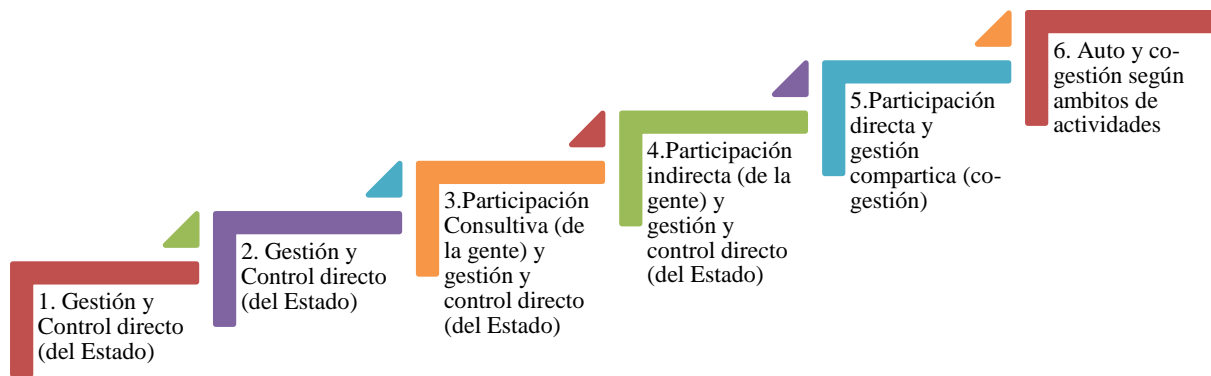 1. Gestión y
Control directo
(del Estado)
2. Gestión y
Control directo
(del Estado)
3.Participación
Consultiva (de
la gente) y
gestión y
control directo
(del Estado)
4.Participación
indirecta (de la
gente) y
gestión y
control directo
(del Estado)
5.Participación
directa y
gestión
compartica (co-
gestión)
6. Auto y co-
gestión según
ambitos de
actividades